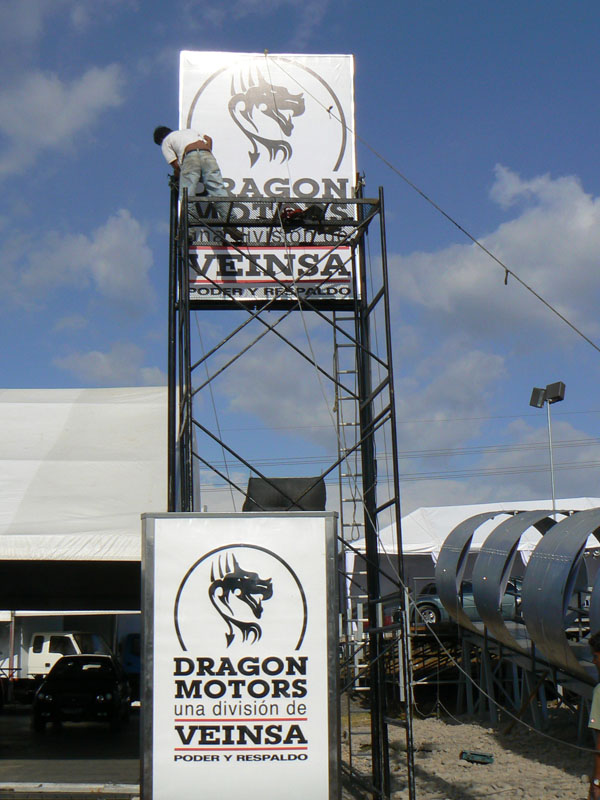 DRAGON
MOTORS
una división de
VEINSA
PODER Y RESPALDO
DRAGON
MOTORS
una división de
VEINSA
PODER Y RESPALDO